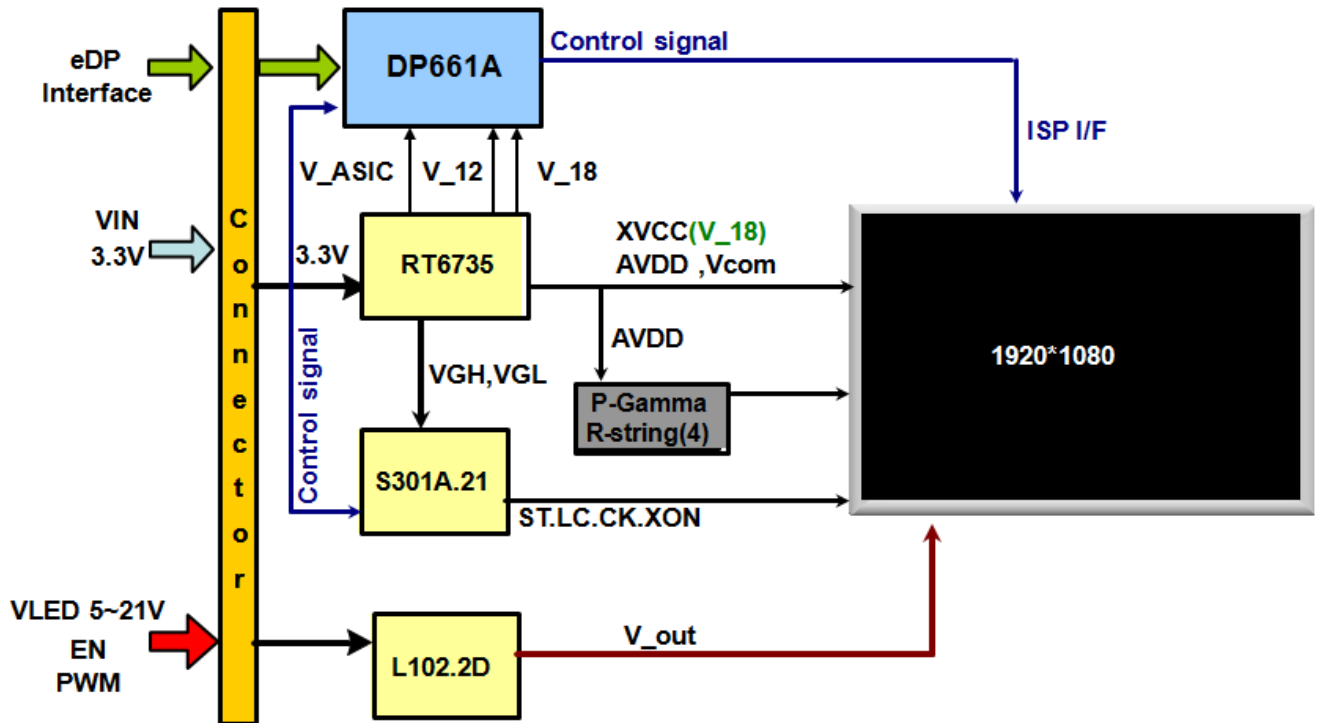 eDP
Interface
DP661A
Control signal
ISP I/F
V_ASIC
V_12
V_18
VIN
3.3V
Connector
3.3V
RT6735
XVCC(V_18)
AVDD ,Vcom
Control signal
AVDD
1920*1080
VGH,VGL
P-Gamma
R-string(4)
S301A.21
ST.LC.CK.XON
VLED 5~21V
EN
PWM
L102.2D
V_out